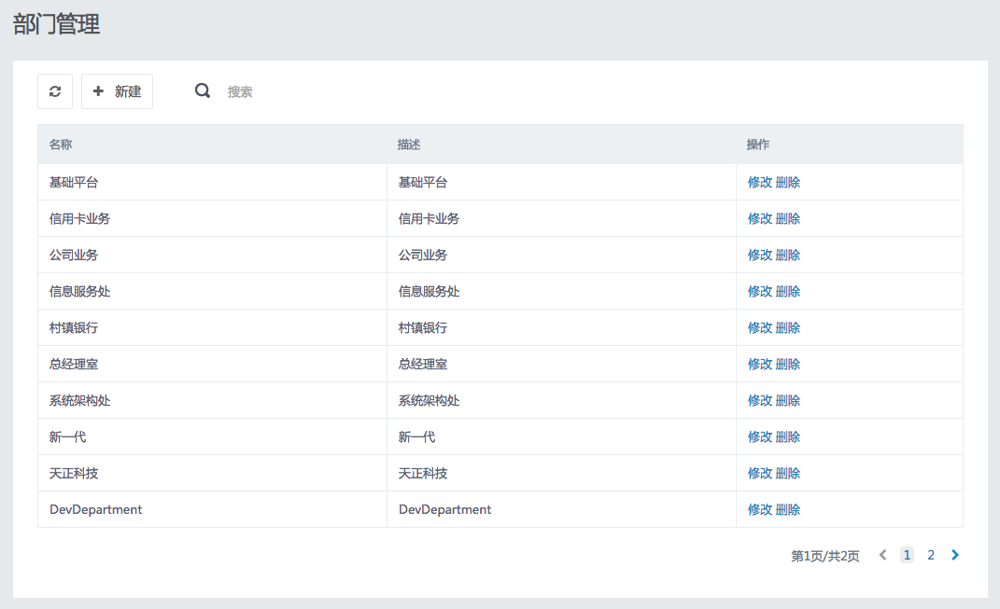 部门管理
新建 搜索
名称 描述 操作
基础平台 基础平台 修改 删除
信用卡业务 信用卡业务 修改 删除
公司业务 公司业务 修改 删除
信息服务处 信息服务处 修改 删除
村镇银行 村镇银行 修改 删除
总经理室 总经理室 修改 删除
系统架构处 系统架构处 修改 删除
新一代 新一代 修改 删除
天正科技 天正科技 修改 删除
DevDepartment DevDepartment 修改 删除
第1页/共2页 1 2